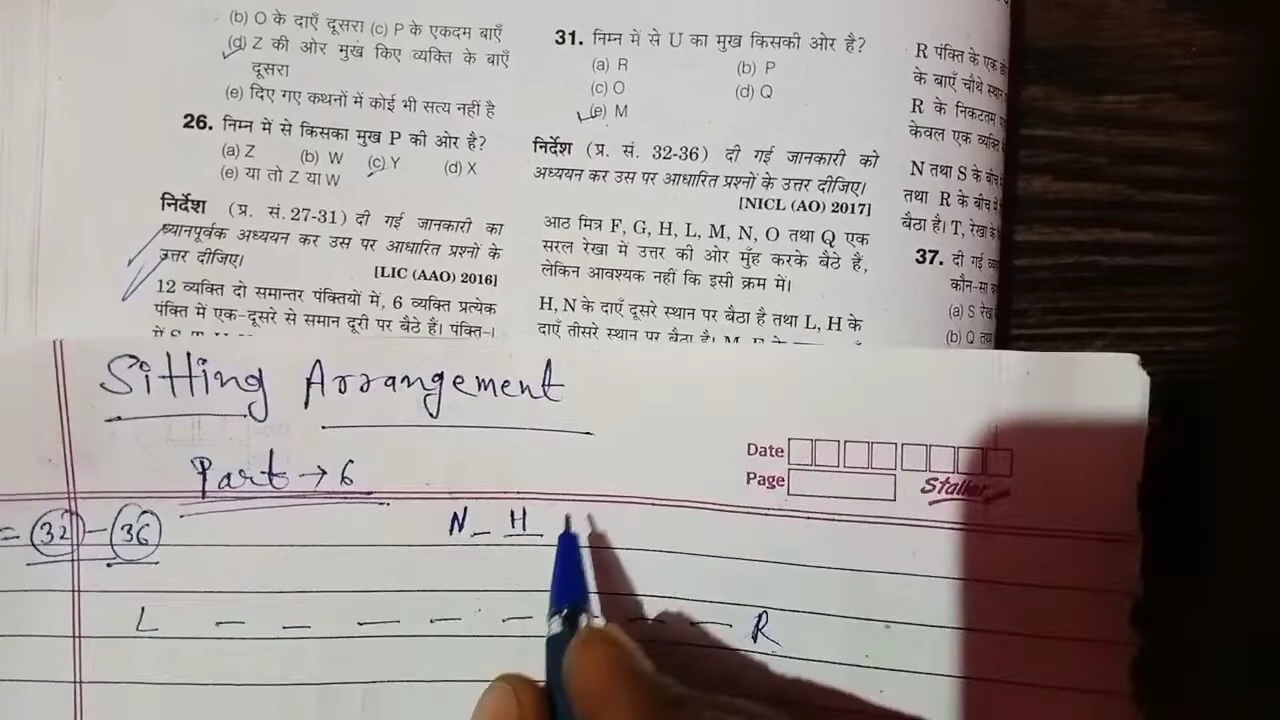 (b) O के दाएँ दूसरा (c) P के एकदम बाएँ
(d) Z की ओर मुख किए व्यक्ति के बाएँ
दूसरा
(e) दिए गए कथनों में कोई भी सत्य नहीं है
26. निम्न में से किसका मुख P की ओर है?
(a) Z (b) W (c) Y (d) X
(e) या तो Z या W
निर्देश (प्र. सं. 27-31) दी गई जानकारी का
ध्यानपूर्वक अध्ययन कर उस पर आधारित प्रश्नों के
उत्तर दीजिए।
[LIC (AAO) 2016]
12 व्यक्ति दो समान्तर पंक्तियों में, 6 व्यक्ति प्रत्येक
पंक्ति में एक-दूसरे से समान दूरी पर बैठे हैं। पंक्ति-I
31. निम्न में से U का मुख किसकी ओर है?
(a) R (b) P
(c) O (d) Q
(e) M
निर्देश (प्र. सं. 32-36) दी गई जानकारी को
अध्ययन कर उस पर आधारित प्रश्नों के उत्तर दीजिए।
[NICL (AO) 2017]
आठ मित्र F, G, H, L, M, N, O तथा Q एक
सरल रेखा में उत्तर की ओर मुँह करके बैठे हैं,
लेकिन आवश्यक नहीं कि इसी क्रम में।
H, N के दाएँ दूसरे स्थान पर बैठा है तथा L, H के
दाएँ तीसरे स्थान पर बैठा है।
R पंक्ति के एक
के बाएँ चौथे स्थान
R के निकटतम
केवल एक व्यक्ति
N तथा S के बीच
तथा R के बीच में
बैठा है। T, रेखा के
37. दी गई
कौन-सा
(a) S रेखा
(b) Q तथा
Sitting Arrangement
Part → 6
Date
Page
Staller
= 32 - 36
N _ H
L _ _ _ _ _ _ _ _ R